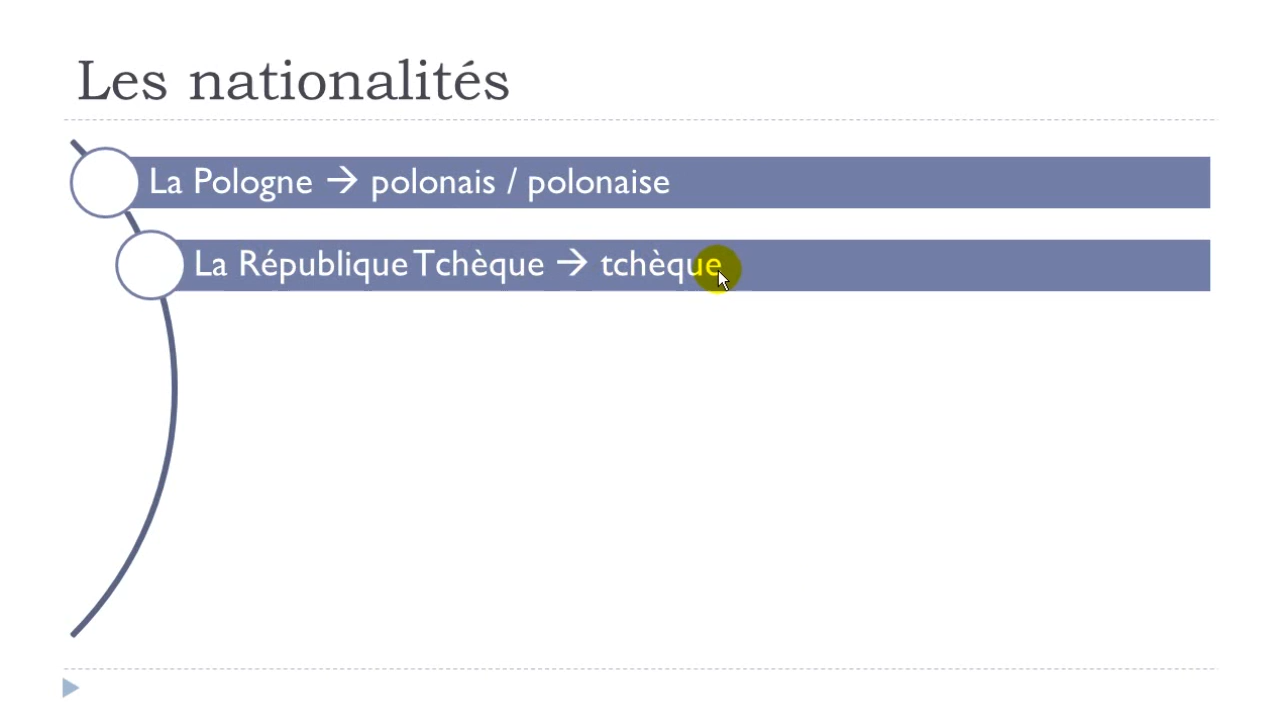 Les nationalités
La Pologne → polonais / polonaise
La République Tchèque → tchèque